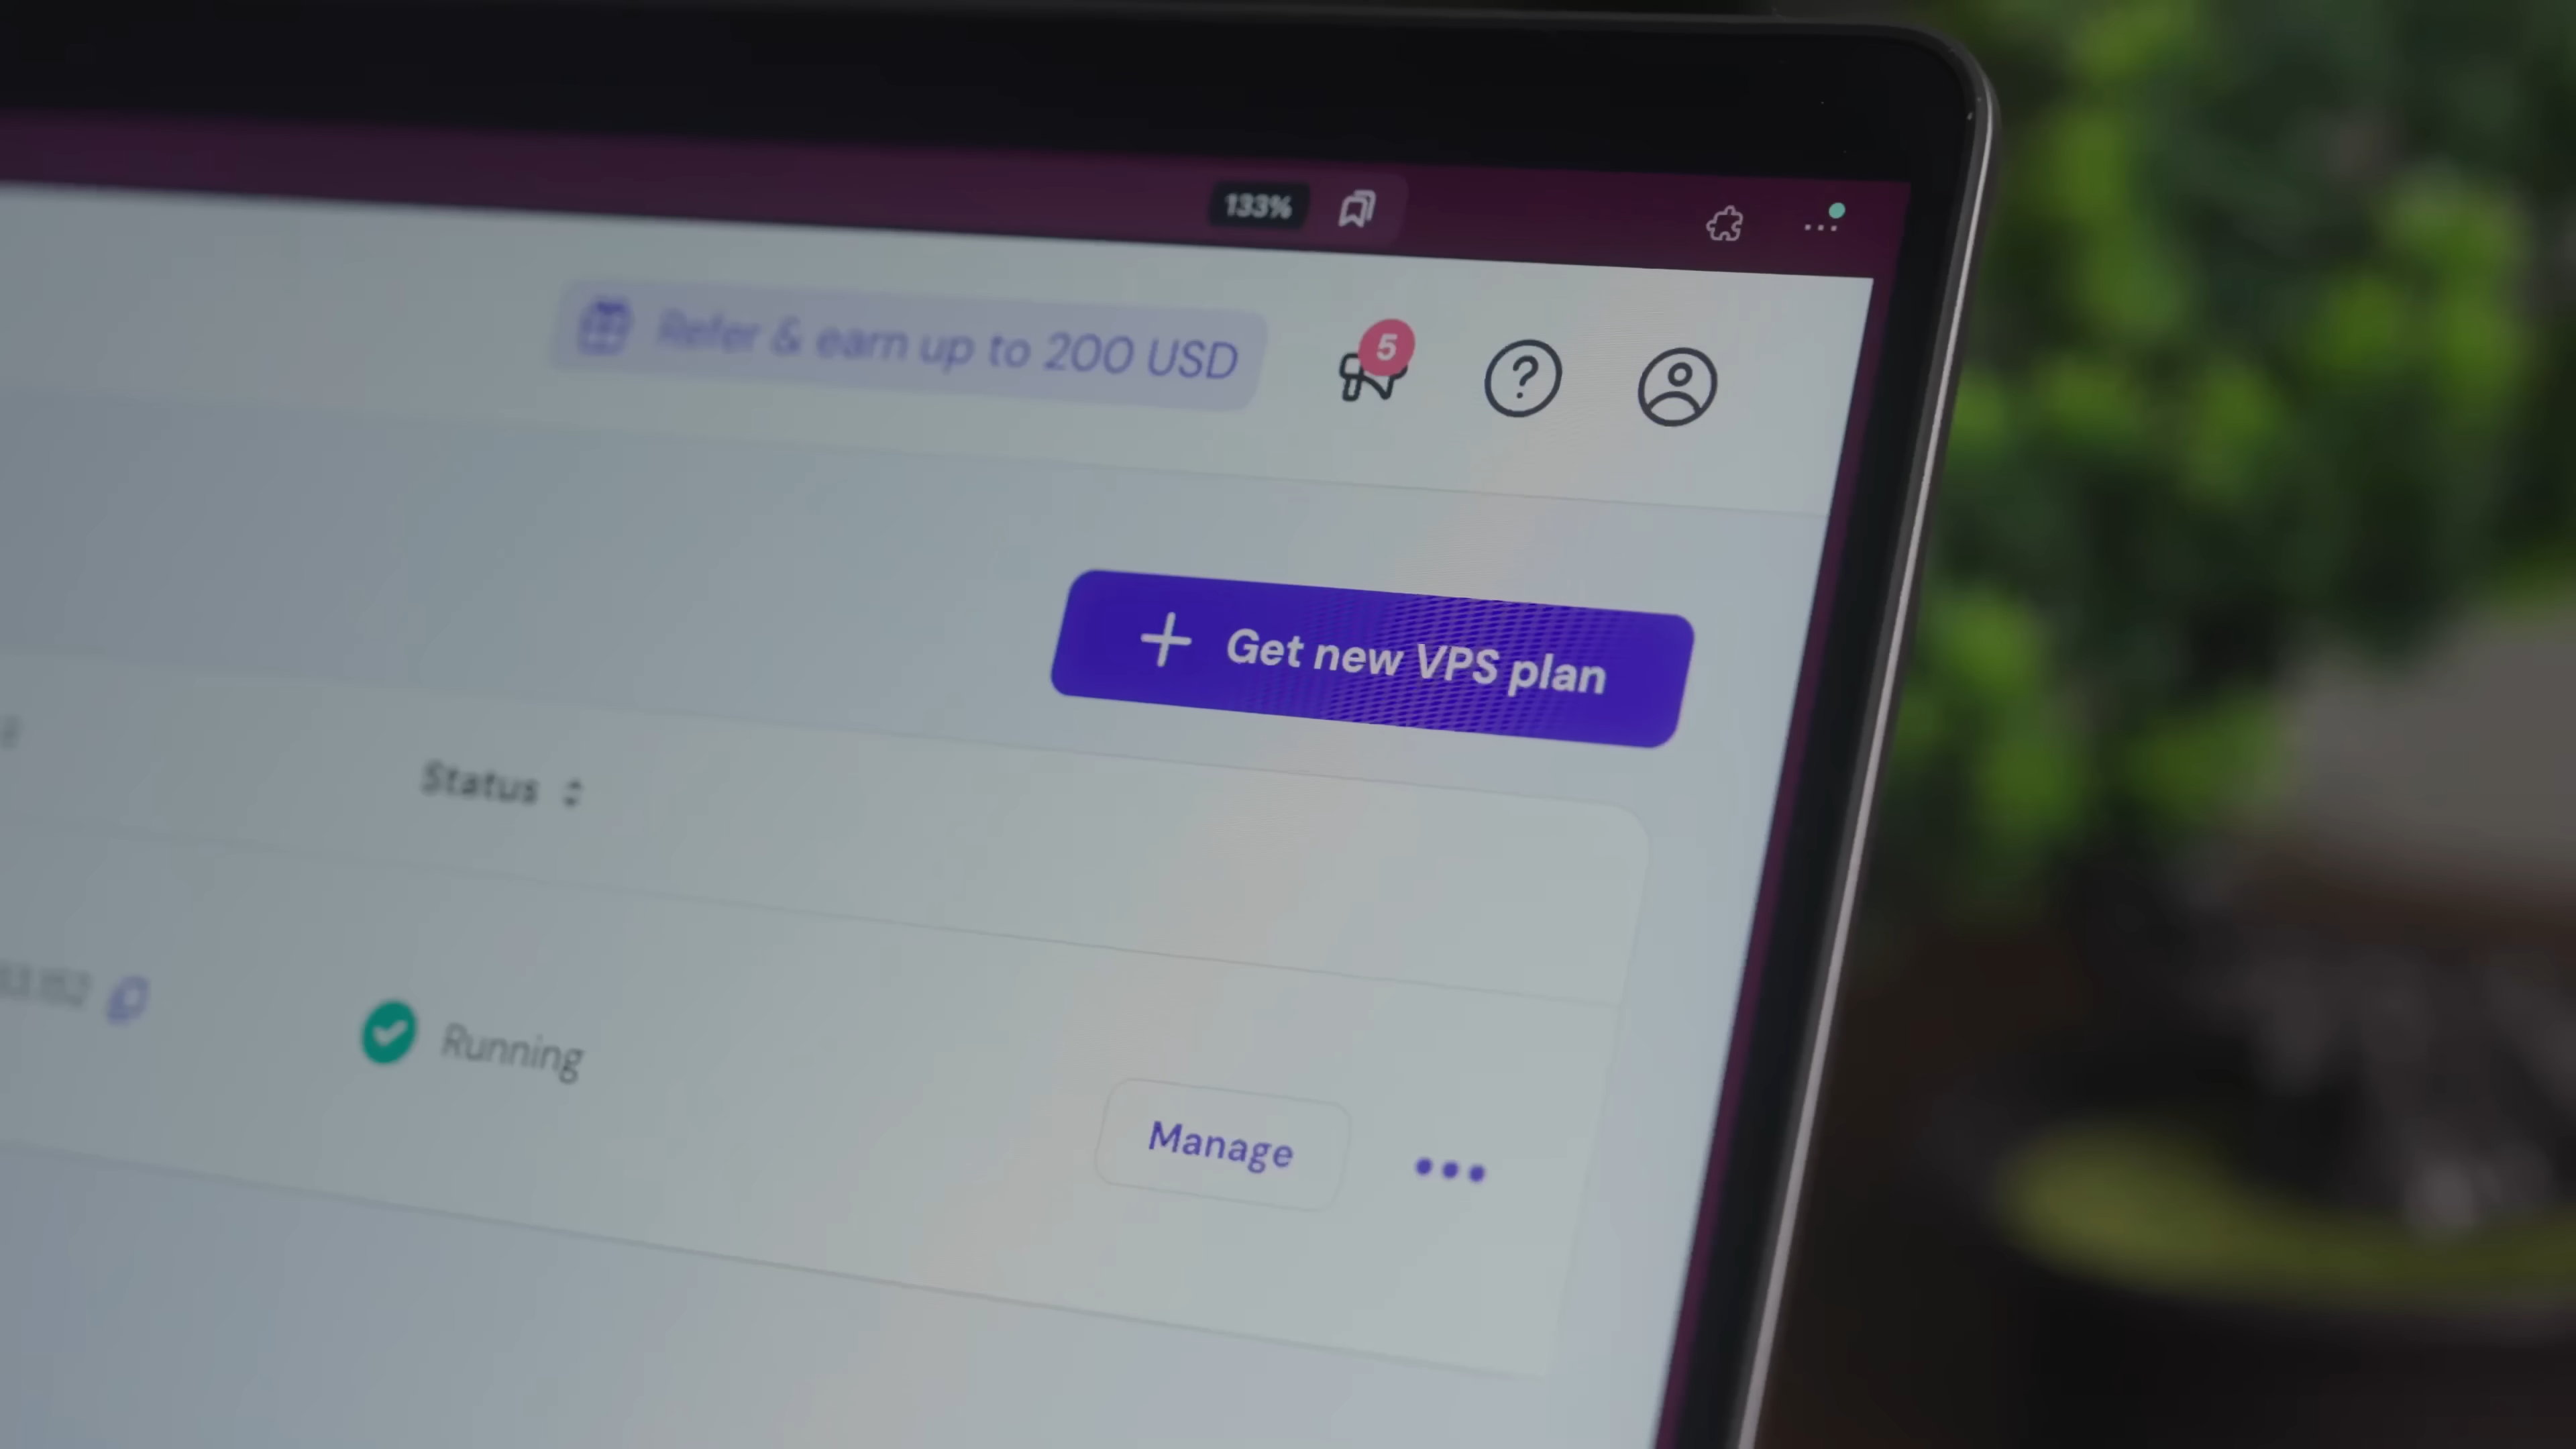 133%
Refer & earn up to 200 USD
5
Get new VPS plan
Status
Running
Manage